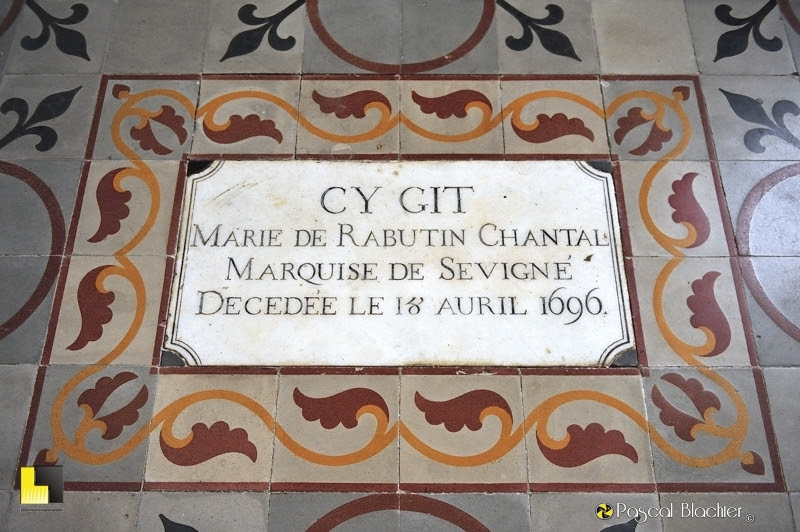 CY GIT
MARIE DE RABUTIN CHANTAL
MARQUISE DE SEVIGNÉ
DECEDÉE LE 18 AURIL 1696.
PASCAL BLACHIER ©